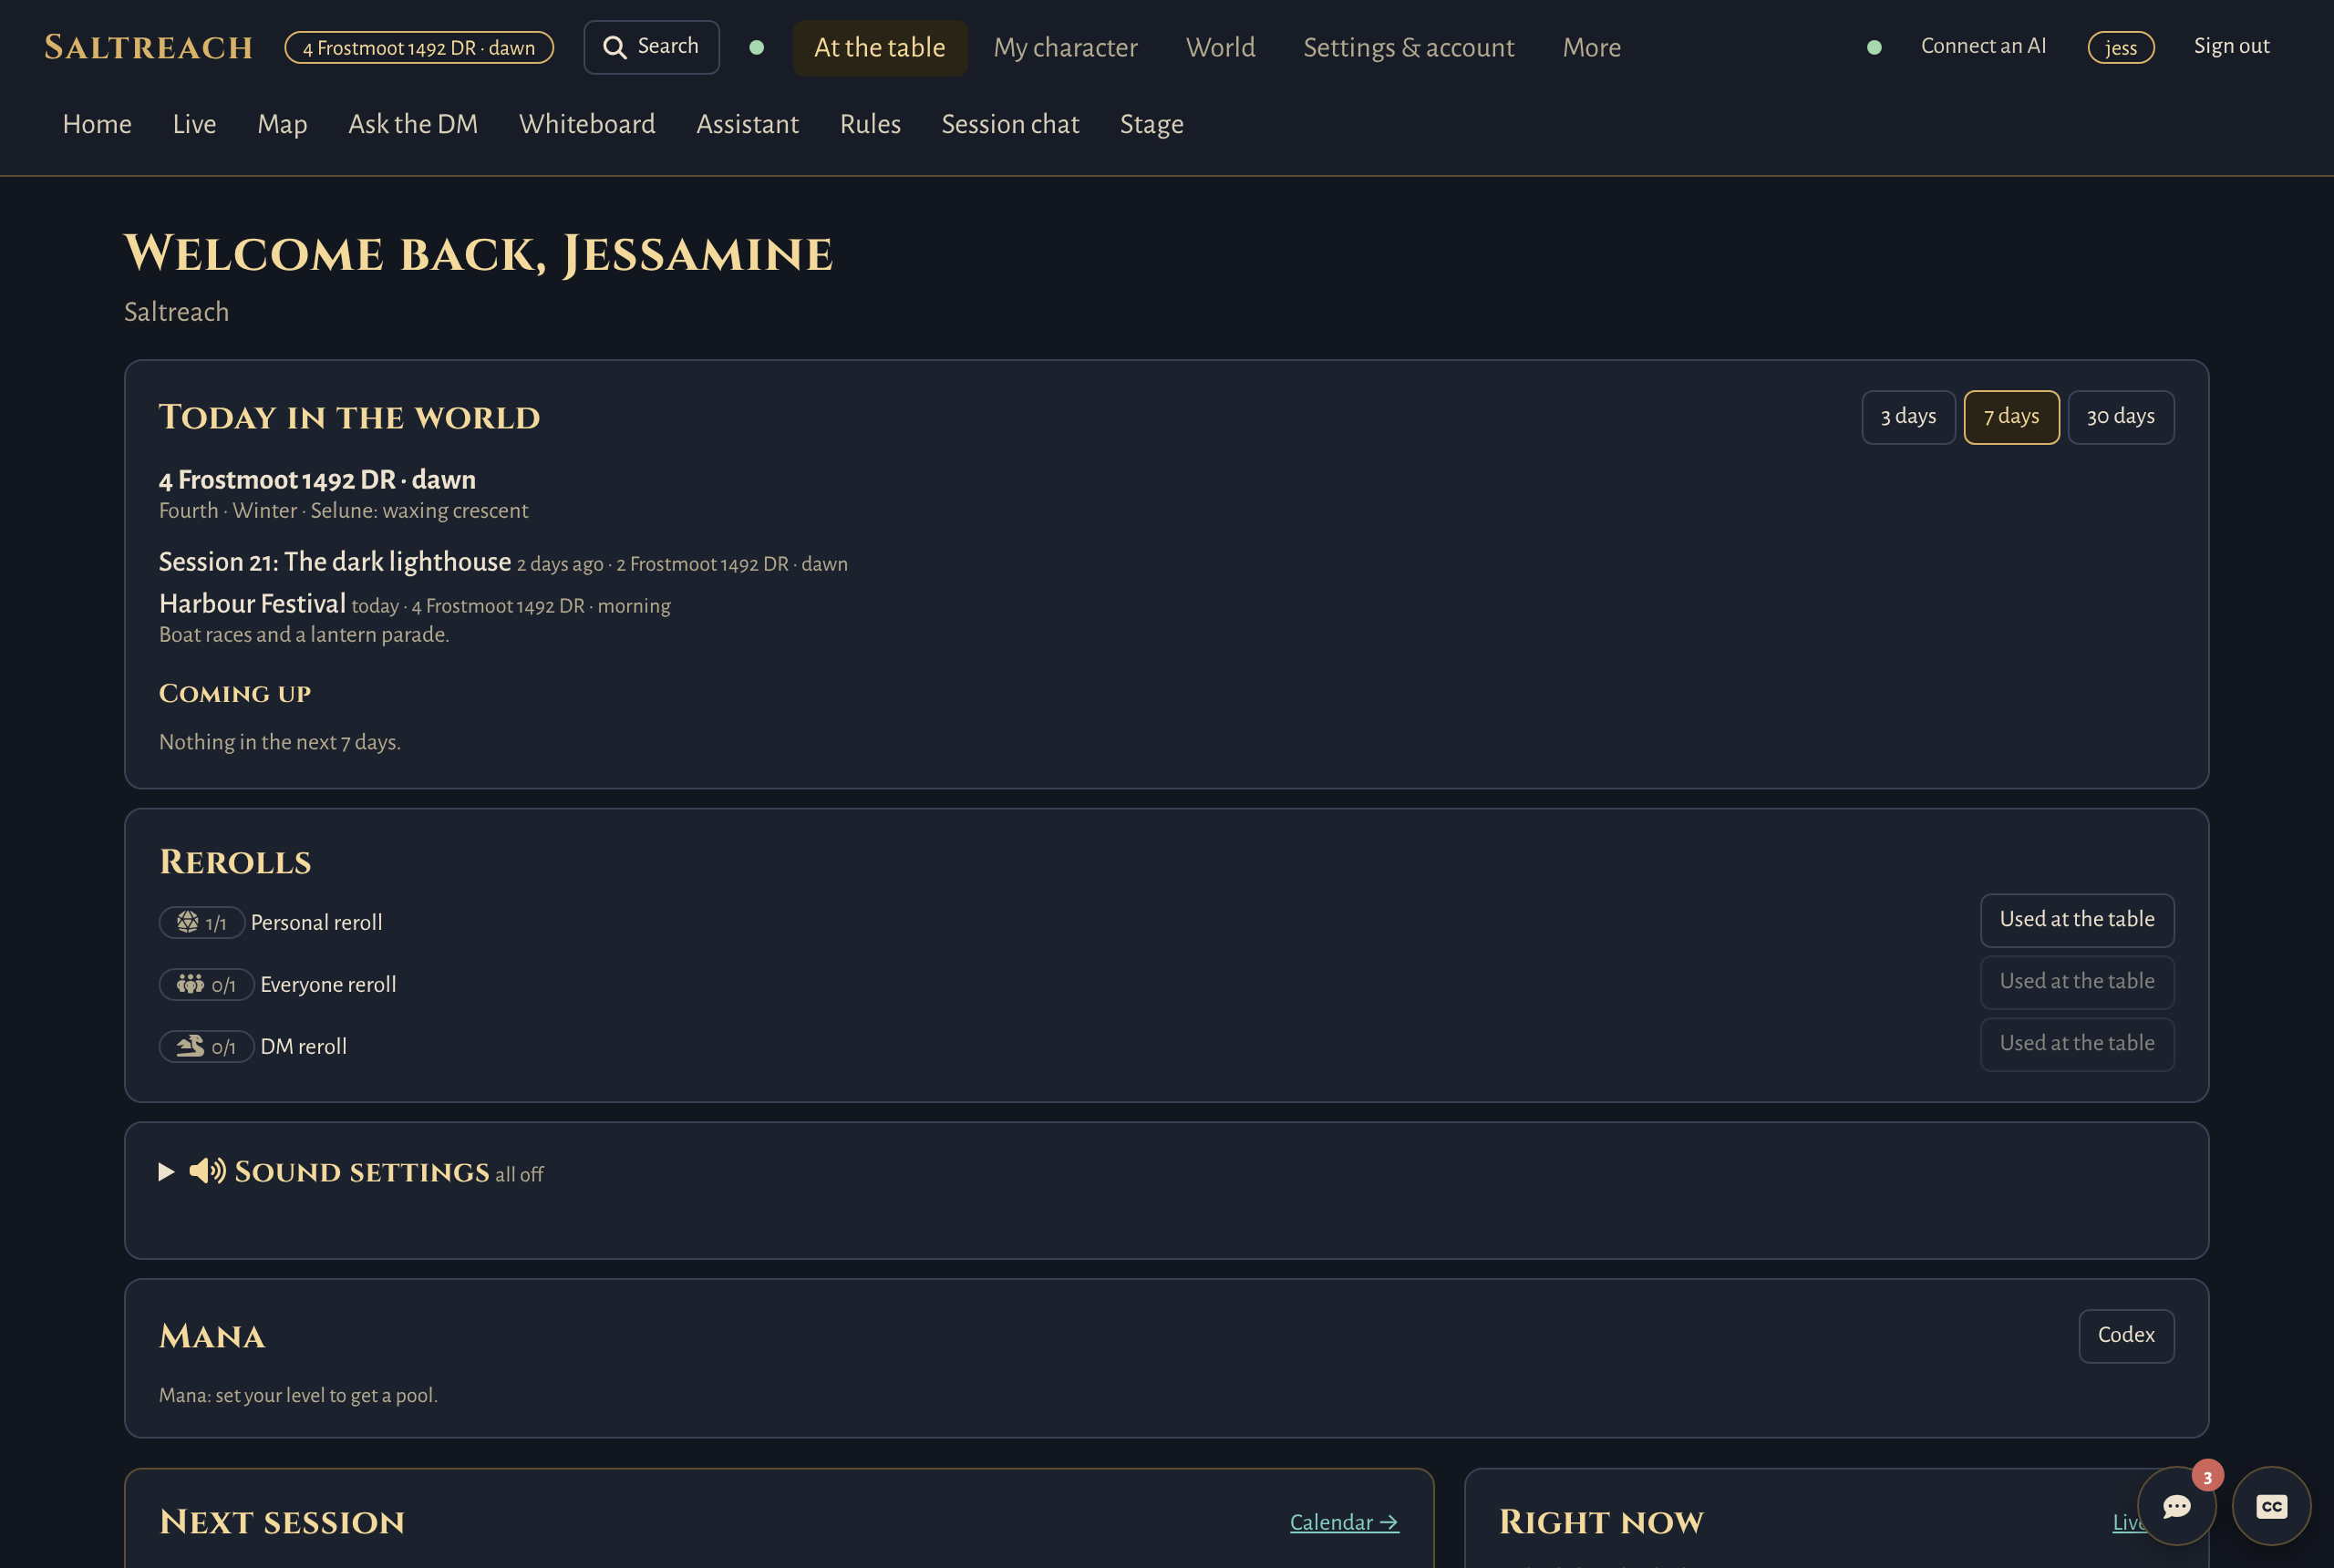 Saltreach
4 Frostmoot 1492 DR · dawn
Search
At the table
My character
World
Settings & account
More
Connect an AI
jess
Sign out
Home
Live
Map
Ask the DM
Whiteboard
Assistant
Rules
Session chat
Stage
Welcome back, Jessamine
Saltreach
Today in the world
3 days
7 days
30 days
4 Frostmoot 1492 DR · dawn
Fourth · Winter · Selune: waxing crescent
Session 21: The dark lighthouse 2 days ago · 2 Frostmoot 1492 DR · dawn
Harbour Festival today · 4 Frostmoot 1492 DR · morning
Boat races and a lantern parade.
Coming up
Nothing in the next 7 days.
Rerolls
1/1 Personal reroll
Used at the table
0/1 Everyone reroll
Used at the table
0/1 DM reroll
Used at the table
Sound settings all off
Mana
Codex
Mana: set your level to get a pool.
Next session
Calendar →
Right now
3
CC